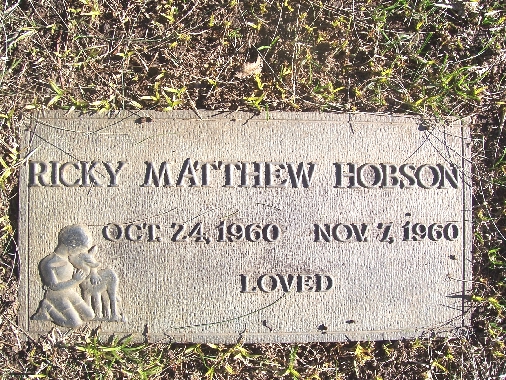 RICKY MATTHEW HOBSON
OCT. 24, 1960 NOV. 7, 1960
LOVED